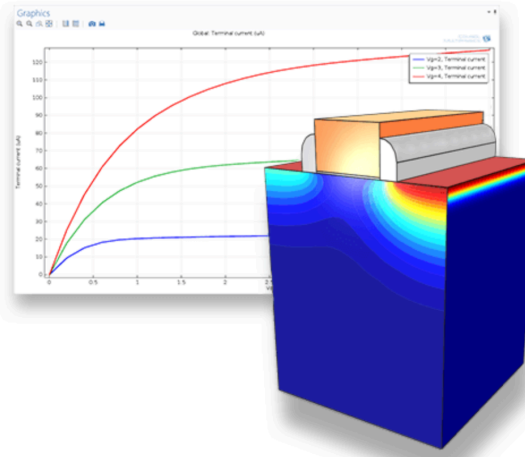 Graphics
Global: Terminal current (uA)
Vg=2, Terminal current
Vg=3, Terminal current
Vg=4, Terminal current
Terminal current (uA)
120
110
100
90
80
70
60
50
40
30
20
10
0
0 0.5 1 1.5 2